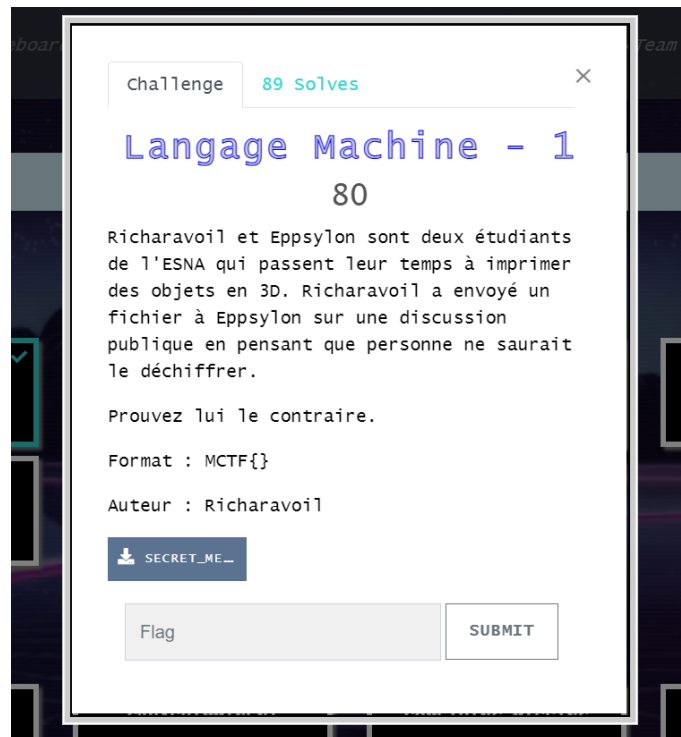 Team
Challenge
89 Solves
×
Langage Machine - 1
80
Richaravoil et Eppsylon sont deux étudiants
de l'ESNA qui passent leur temps à imprimer
des objets en 3D. Richaravoil a envoyé un
fichier à Eppsylon sur une discussion
publique en pensant que personne ne saurait
le déchiffrer.
Prouvez lui le contraire.
Format : MCTF{}
Auteur : Richaravoil
SECRET_ME…
Flag
SUBMIT